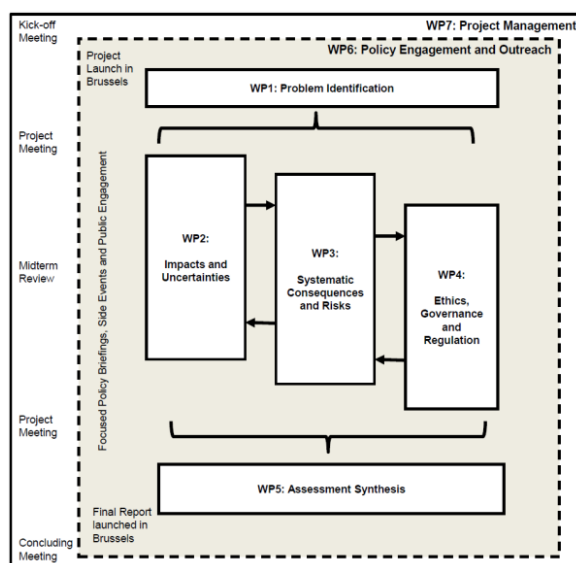 Kick-off
Meeting
WP7: Project Management
WP6: Policy Engagement and Outreach
Project
Launch in
Brussels
WP1: Problem Identification
Project
Meeting
Focused Policy Briefings, Side Events and Public Engagement
WP2:
Impacts and
Uncertainties
WP3:
Systematic
Consequences
and Risks
WP4:
Ethics,
Governance
and
Regulation
Midterm
Review
Project
Meeting
WP5: Assessment Synthesis
Final Report
launched in
Brussels
Concluding
Meeting